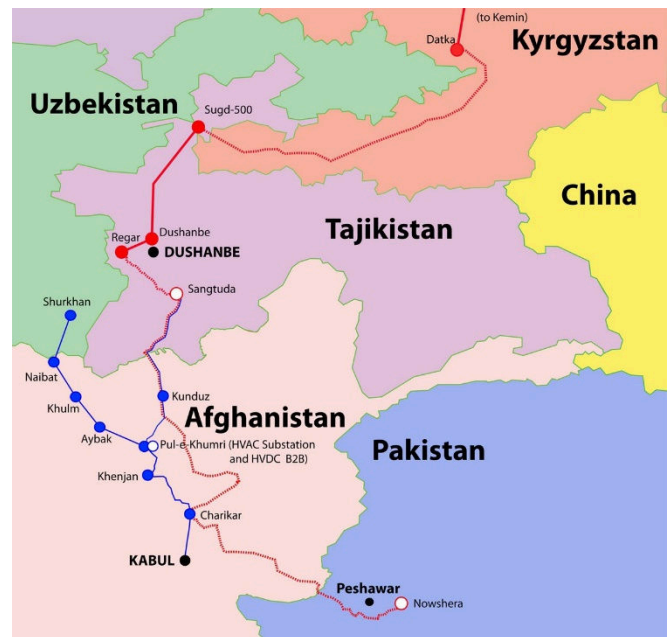 (to Kemin)
Datka
Kyrgyzstan
Uzbekistan
Sugd-500
China
Tajikistan
Regar
Dushanbe
DUSHANBE
Sangtuda
Shurkhan
Naibat
Kunduz
Khulm
Afghanistan
Aybak
Pul-e-Khumri (HVAC Substation
and HVDC B2B)
Pakistan
Khenjan
Charikar
KABUL
Peshawar
Nowshera